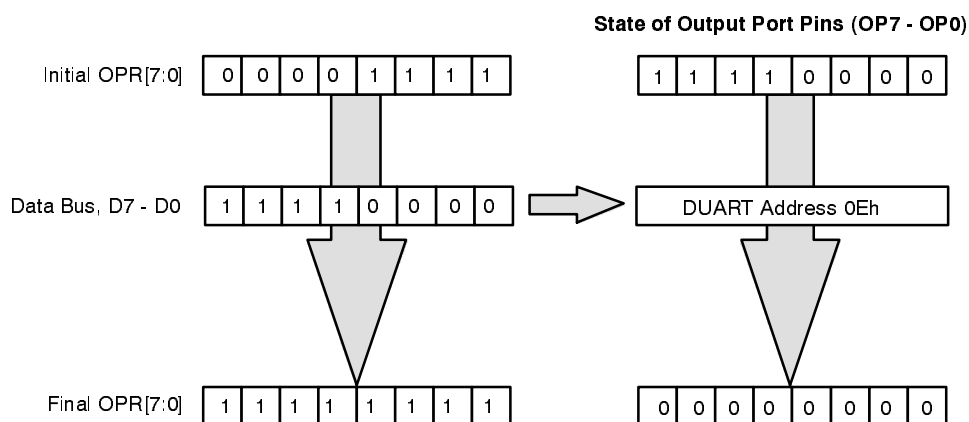 State of Output Port Pins (OP7 - OP0)
Initial OPR[7:0] 0 0 0 0 1 1 1 1 1 1 1 1 0 0 0 0
Data Bus, D7 - D0 1 1 1 1 0 0 0 0 DUART Address 0Eh
Final OPR[7:0] 1 1 1 1 1 1 1 1 0 0 0 0 0 0 0 0